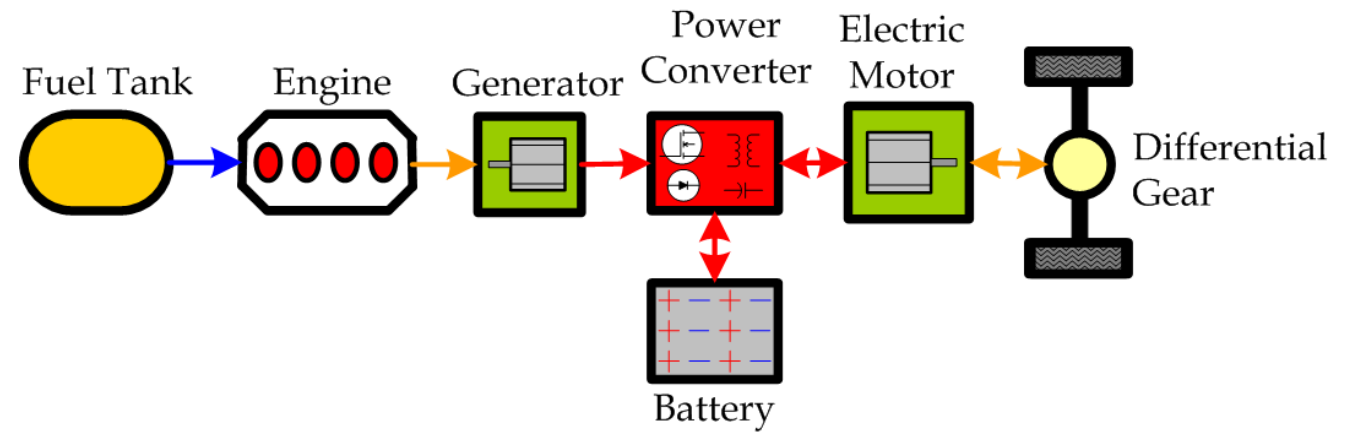 Fuel Tank
Engine
Generator
Power
Converter
Electric
Motor
Differential
Gear
Battery